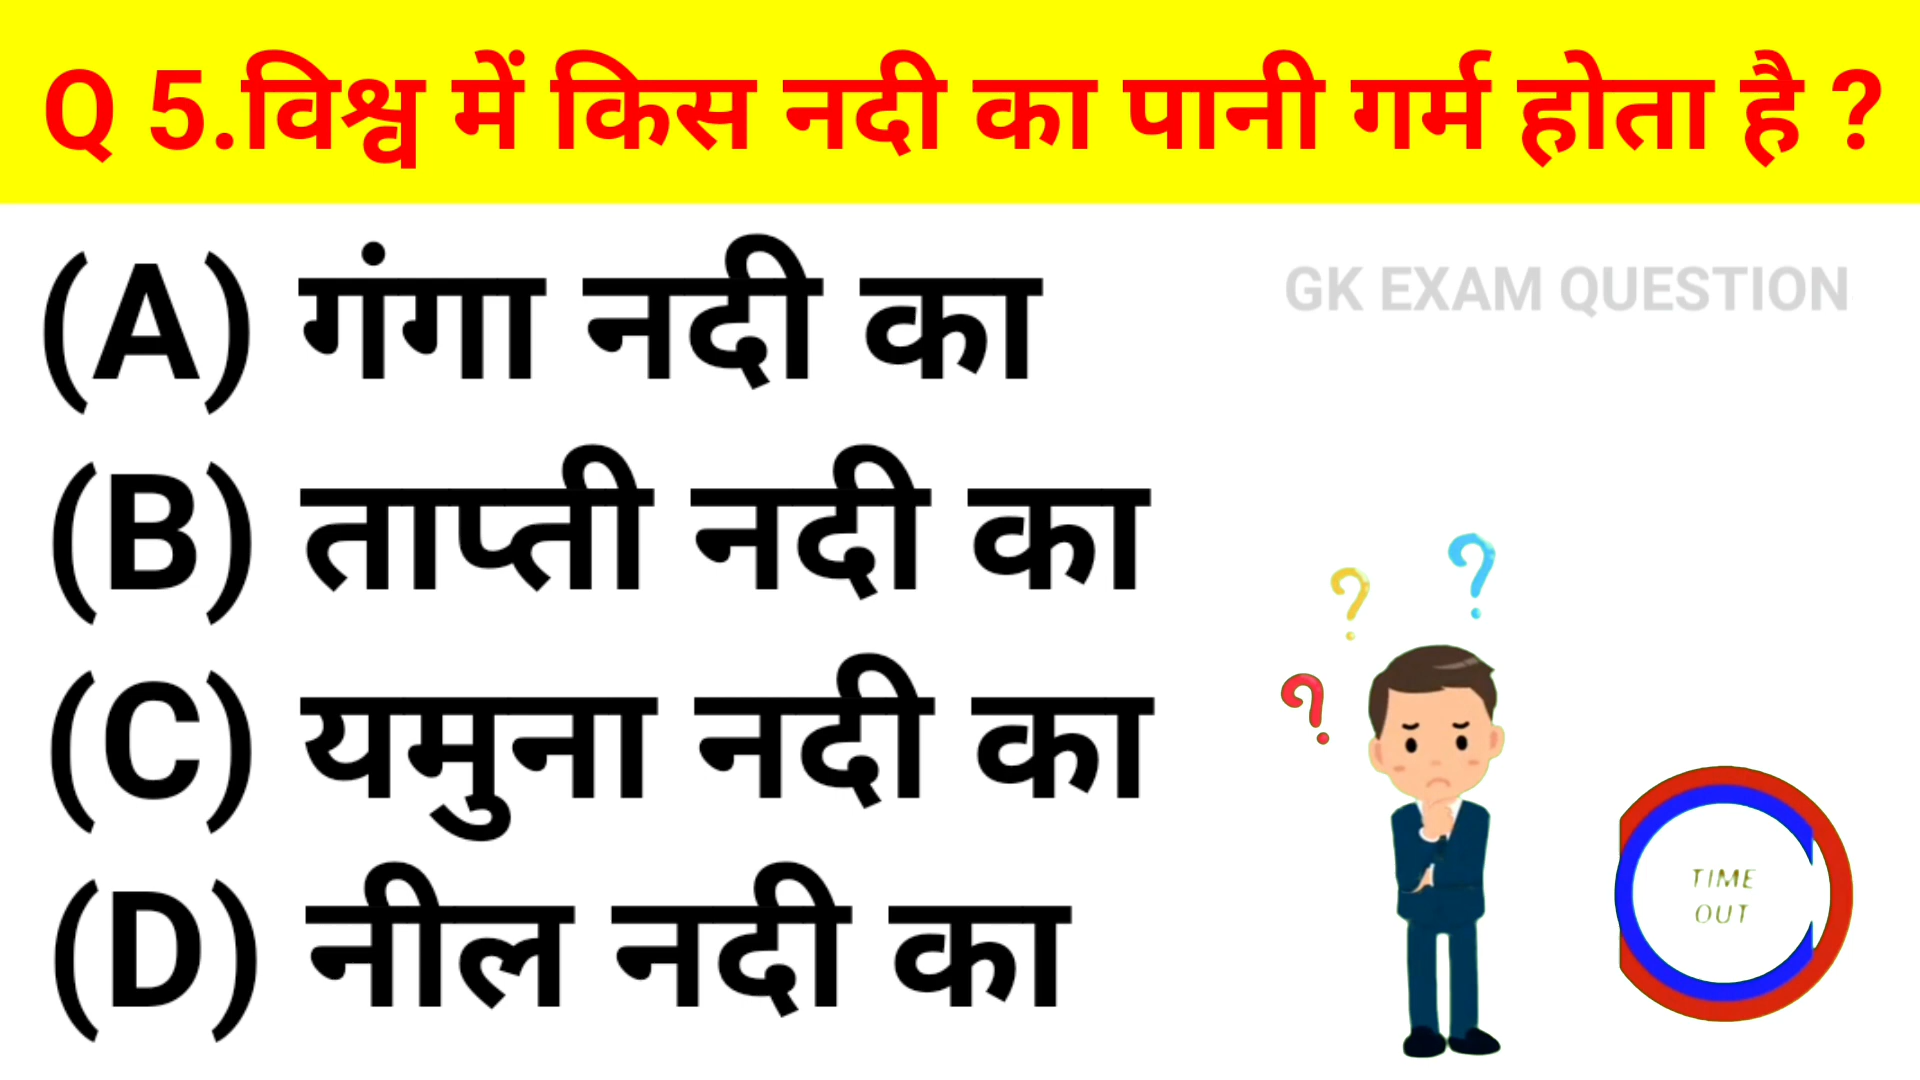 Q 5.विश्व में किस नदी का पानी गर्म होता है ?
(A) गंगा नदी का
GK EXAM QUESTION
(B) ताप्ती नदी का
(C) यमुना नदी का
(D) नील नदी का
TIME
OUT